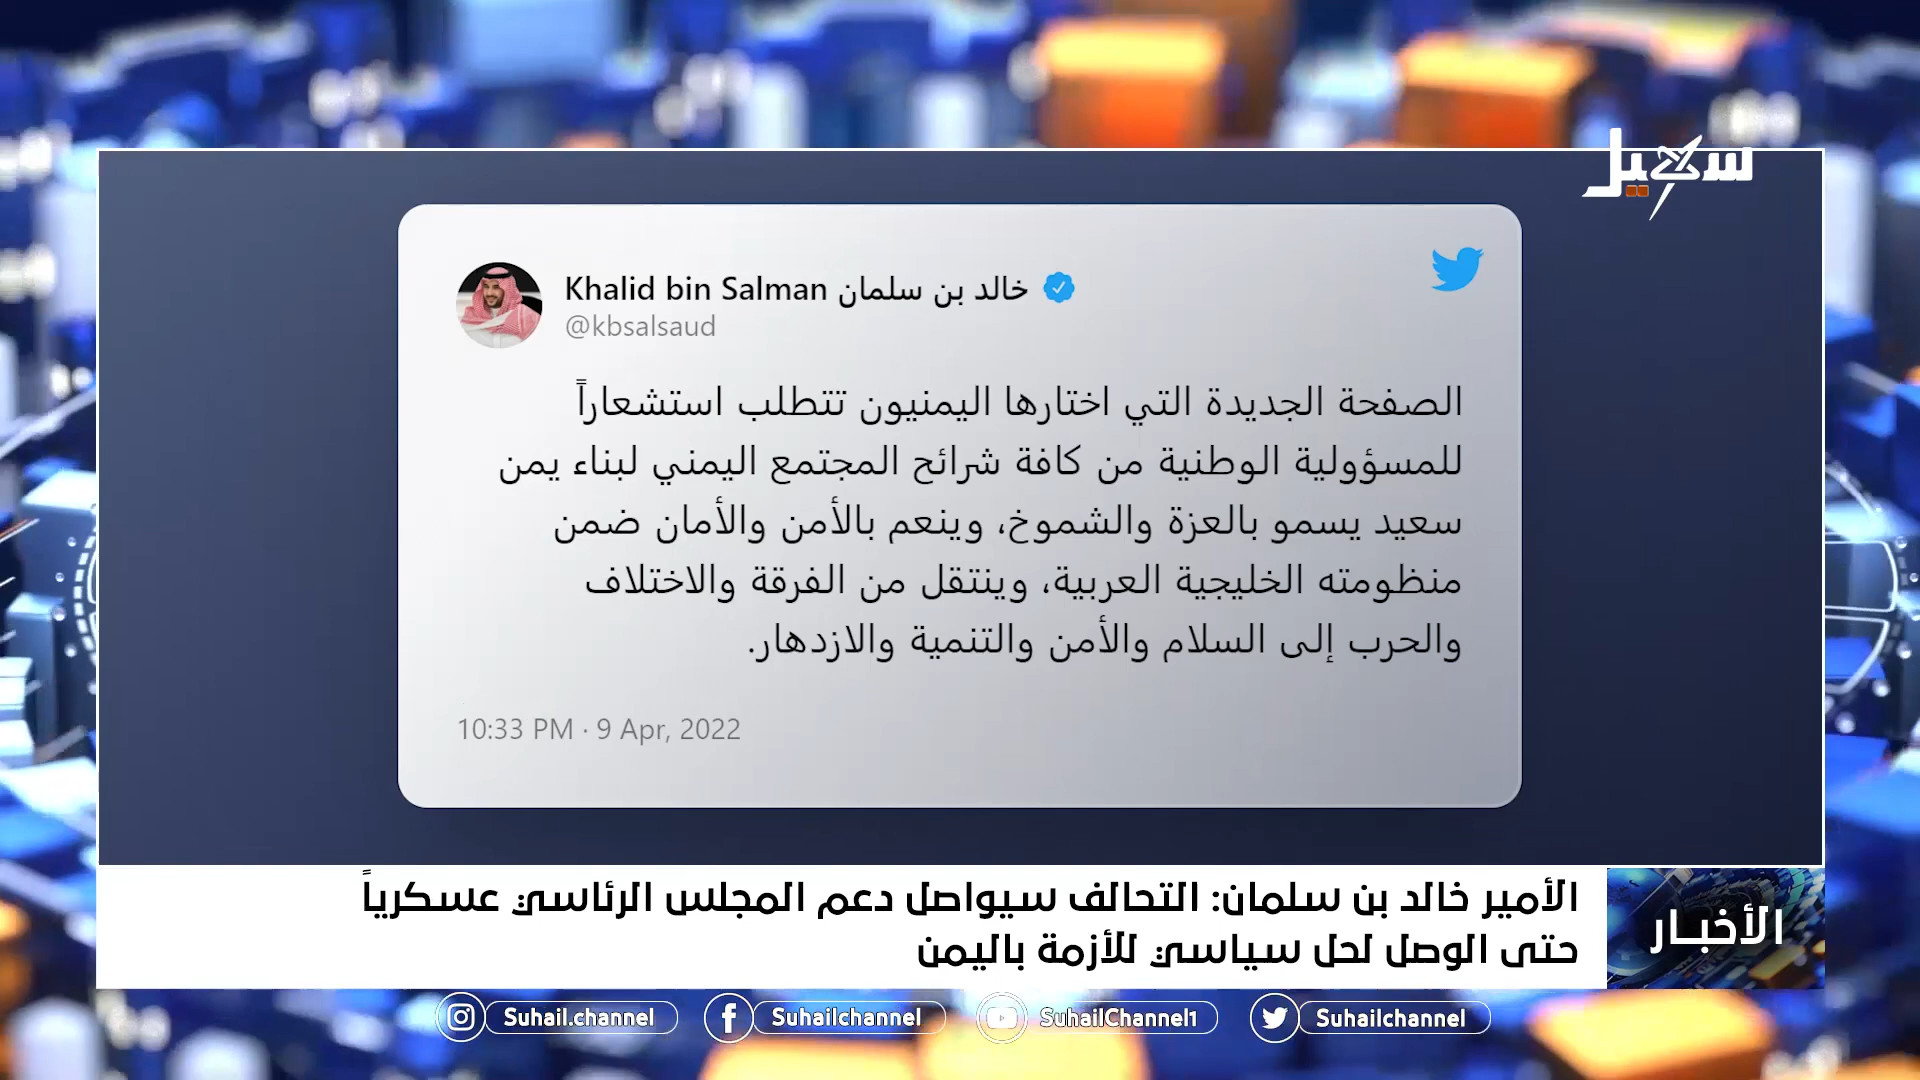 سهيل
Khalid bin Salman خالد بن سلمان
@kbsalsaud
الصفحة الجديدة التي اختارها اليمنيون تتطلب استشعاراً
للمسؤولية الوطنية من كافة شرائح المجتمع اليمني لبناء يمن
سعيد يسمو بالعزة والشموخ، وينعم بالأمن والأمان ضمن
منظومته الخليجية العربية، وينتقل من الفرقة والاختلاف
والحرب إلى السلام والأمن والتنمية والازدهار.
10:33 PM · 9 Apr, 2022
الأخبار
الأمير خالد بن سلمان: التحالف سيواصل دعم المجلس الرئاسي عسكرياً
حتى الوصل لحل سياسي للأزمة باليمن
Suhail.channel
Suhailchannel
SuhailChannel1
Suhailchannel